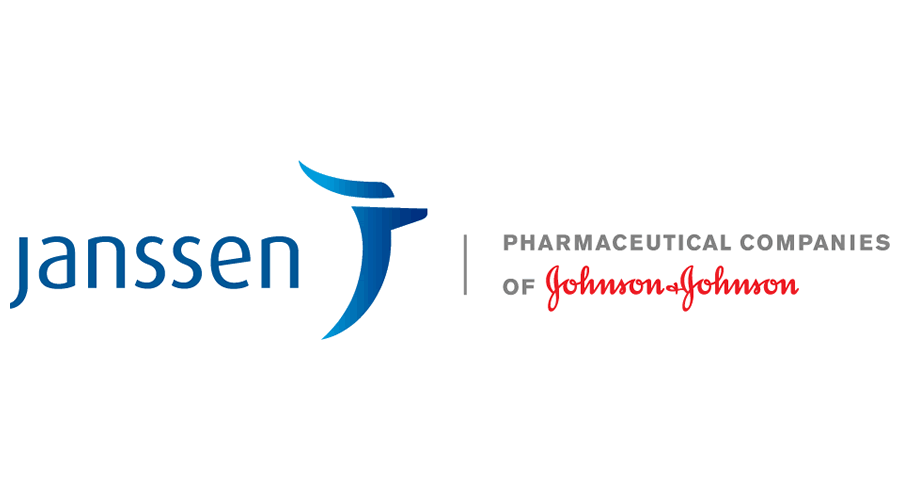 Janssen
PHARMACEUTICAL COMPANIES
OF Johnson & Johnson